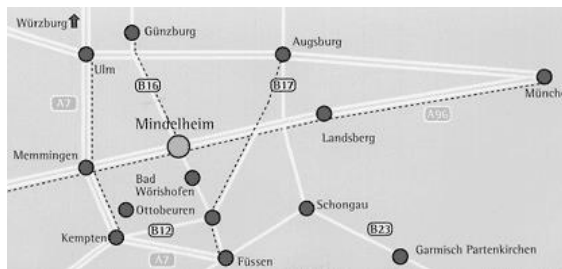 Würzburg
Günzburg
Augsburg
Ulm
A7
B16
B17
Münche
Mindelheim
A96
Landsberg
Memmingen
Bad
Wörishofen
Ottobeuren
Schongau
B12
B23
Kempten
A7
Füssen
Garmisch Partenkirchen